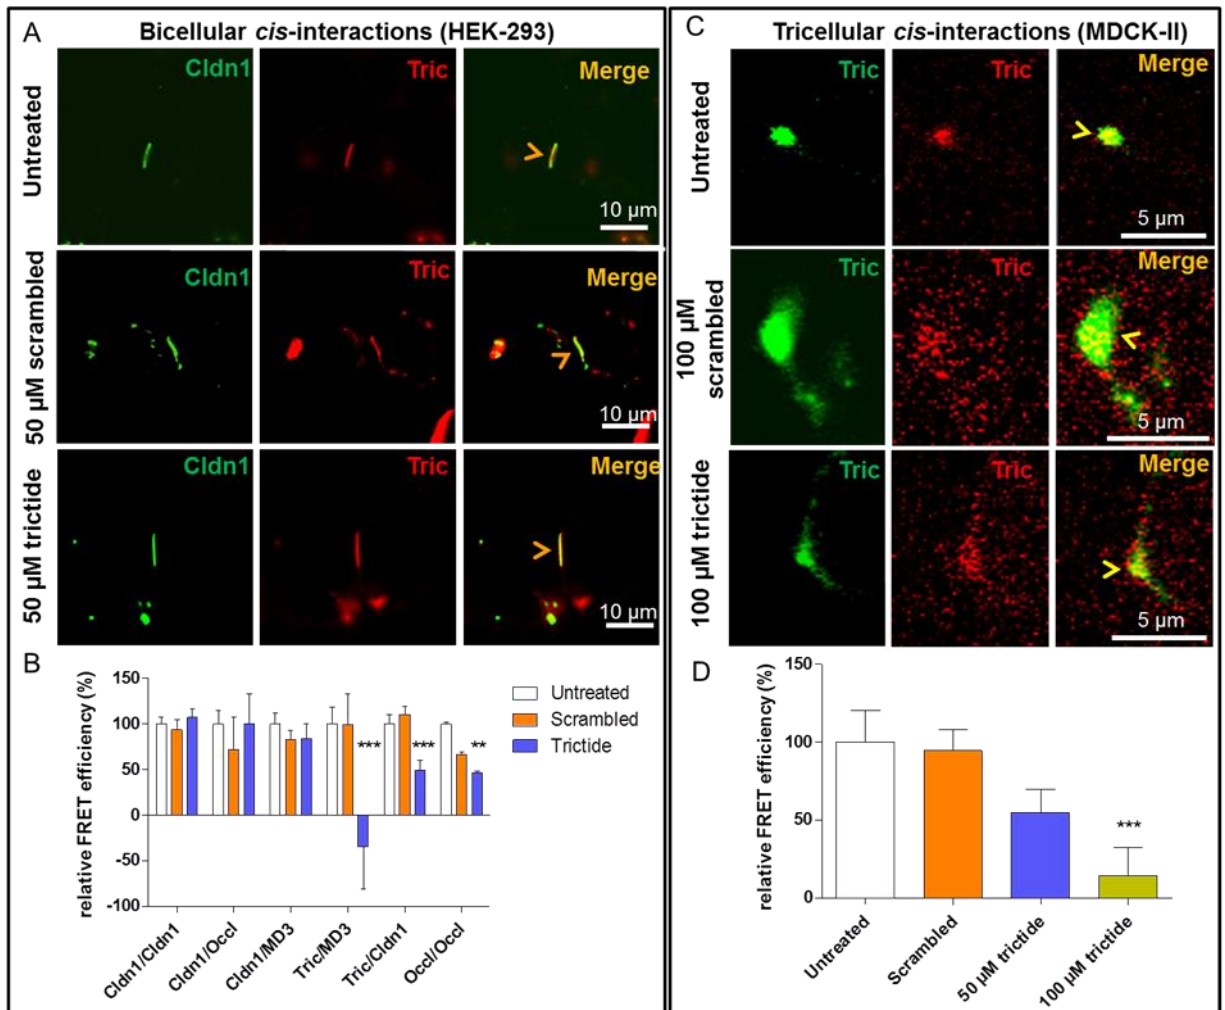 A
Bicellular cis-interactions (HEK-293)
Untreated
Cldn1
Tric
Merge
10 µm
50 µM scrambled
Cldn1
Tric
Merge
10 µm
50 µM trictide
Cldn1
Tric
Merge
10 µm
B
relative FRET efficiency (%)
150
100
50
0
-50
-100
*** *** **
Untreated
Scrambled
Trictide
Cldn1/Cldn1
Cldn1/Occl
Cldn1/MD3
Tric/MD3
Tric/Cldn1
Occl/Occl
C
Tricellular cis-interactions (MDCK-II)
Untreated
Tric
Tric
Merge
5 µm
100 µM
scrambled
Tric
Tric
Merge
5 µm
100 µM trictide
Tric
Tric
Merge
5 µm
D
relative FRET efficiency (%)
150
100
50
0
***
Untreated
Scrambled
50 µM trictide
100 µM trictide